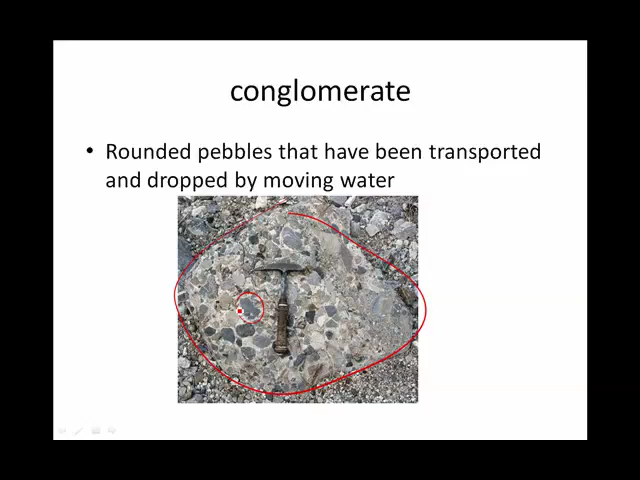 conglomerate
• Rounded pebbles that have been transported
and dropped by moving water